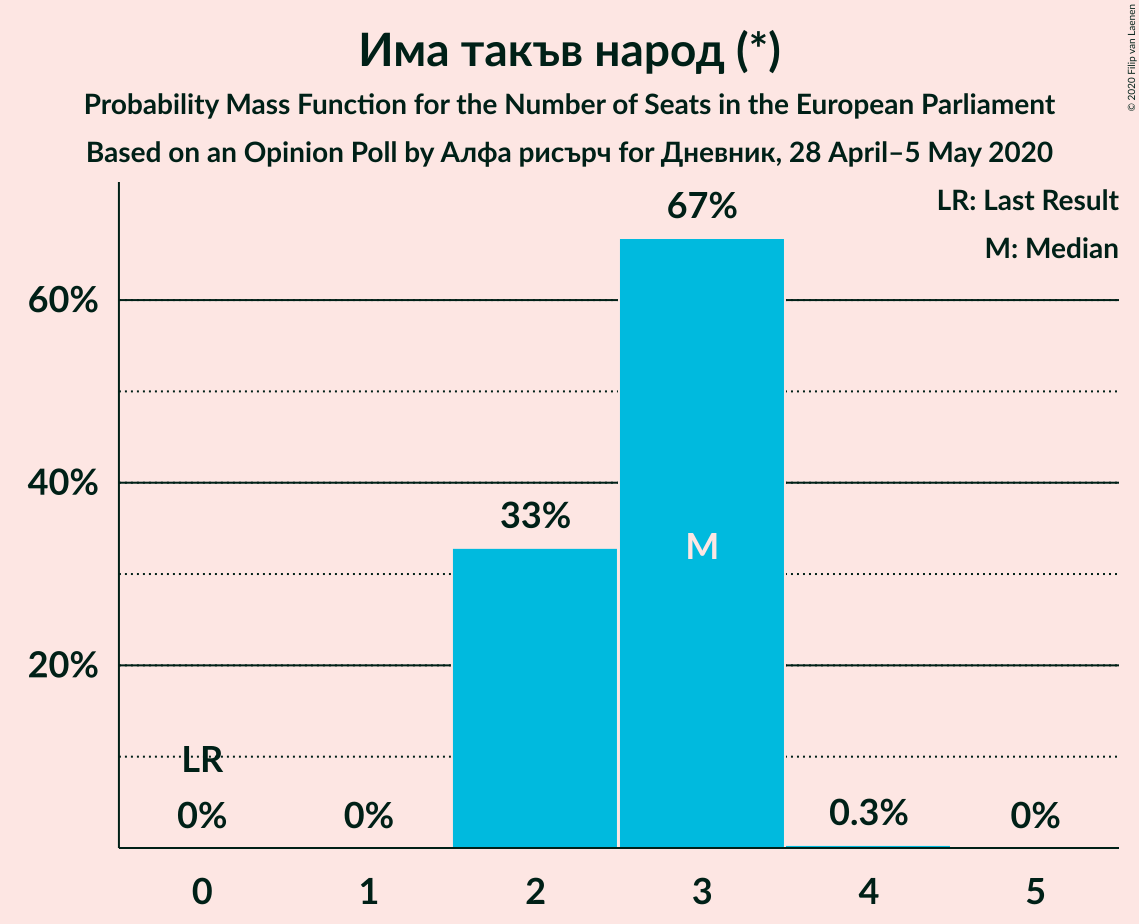 Има такъв народ (*)
Probability Mass Function for the Number of Seats in the European Parliament
Based on an Opinion Poll by Алфа рисърч for Дневник, 28 April–5 May 2020
© 2020 Filip van Laenen
LR: Last Result
M: Median
67%
60%
40%
33%
M
20%
LR
0%
0%
0.3%
0%
0
1
2
3
4
5